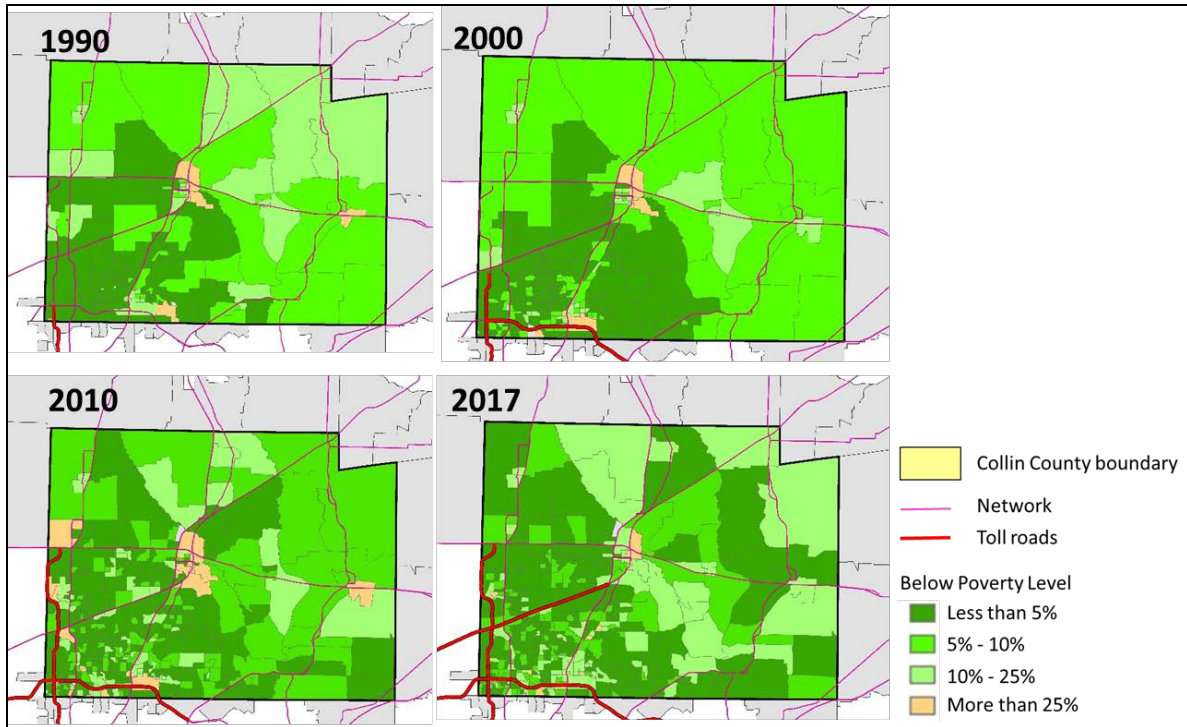 1990
2000
2010
2017
Collin County boundary
Network
Toll roads
Below Poverty Level
Less than 5%
5% - 10%
10% - 25%
More than 25%